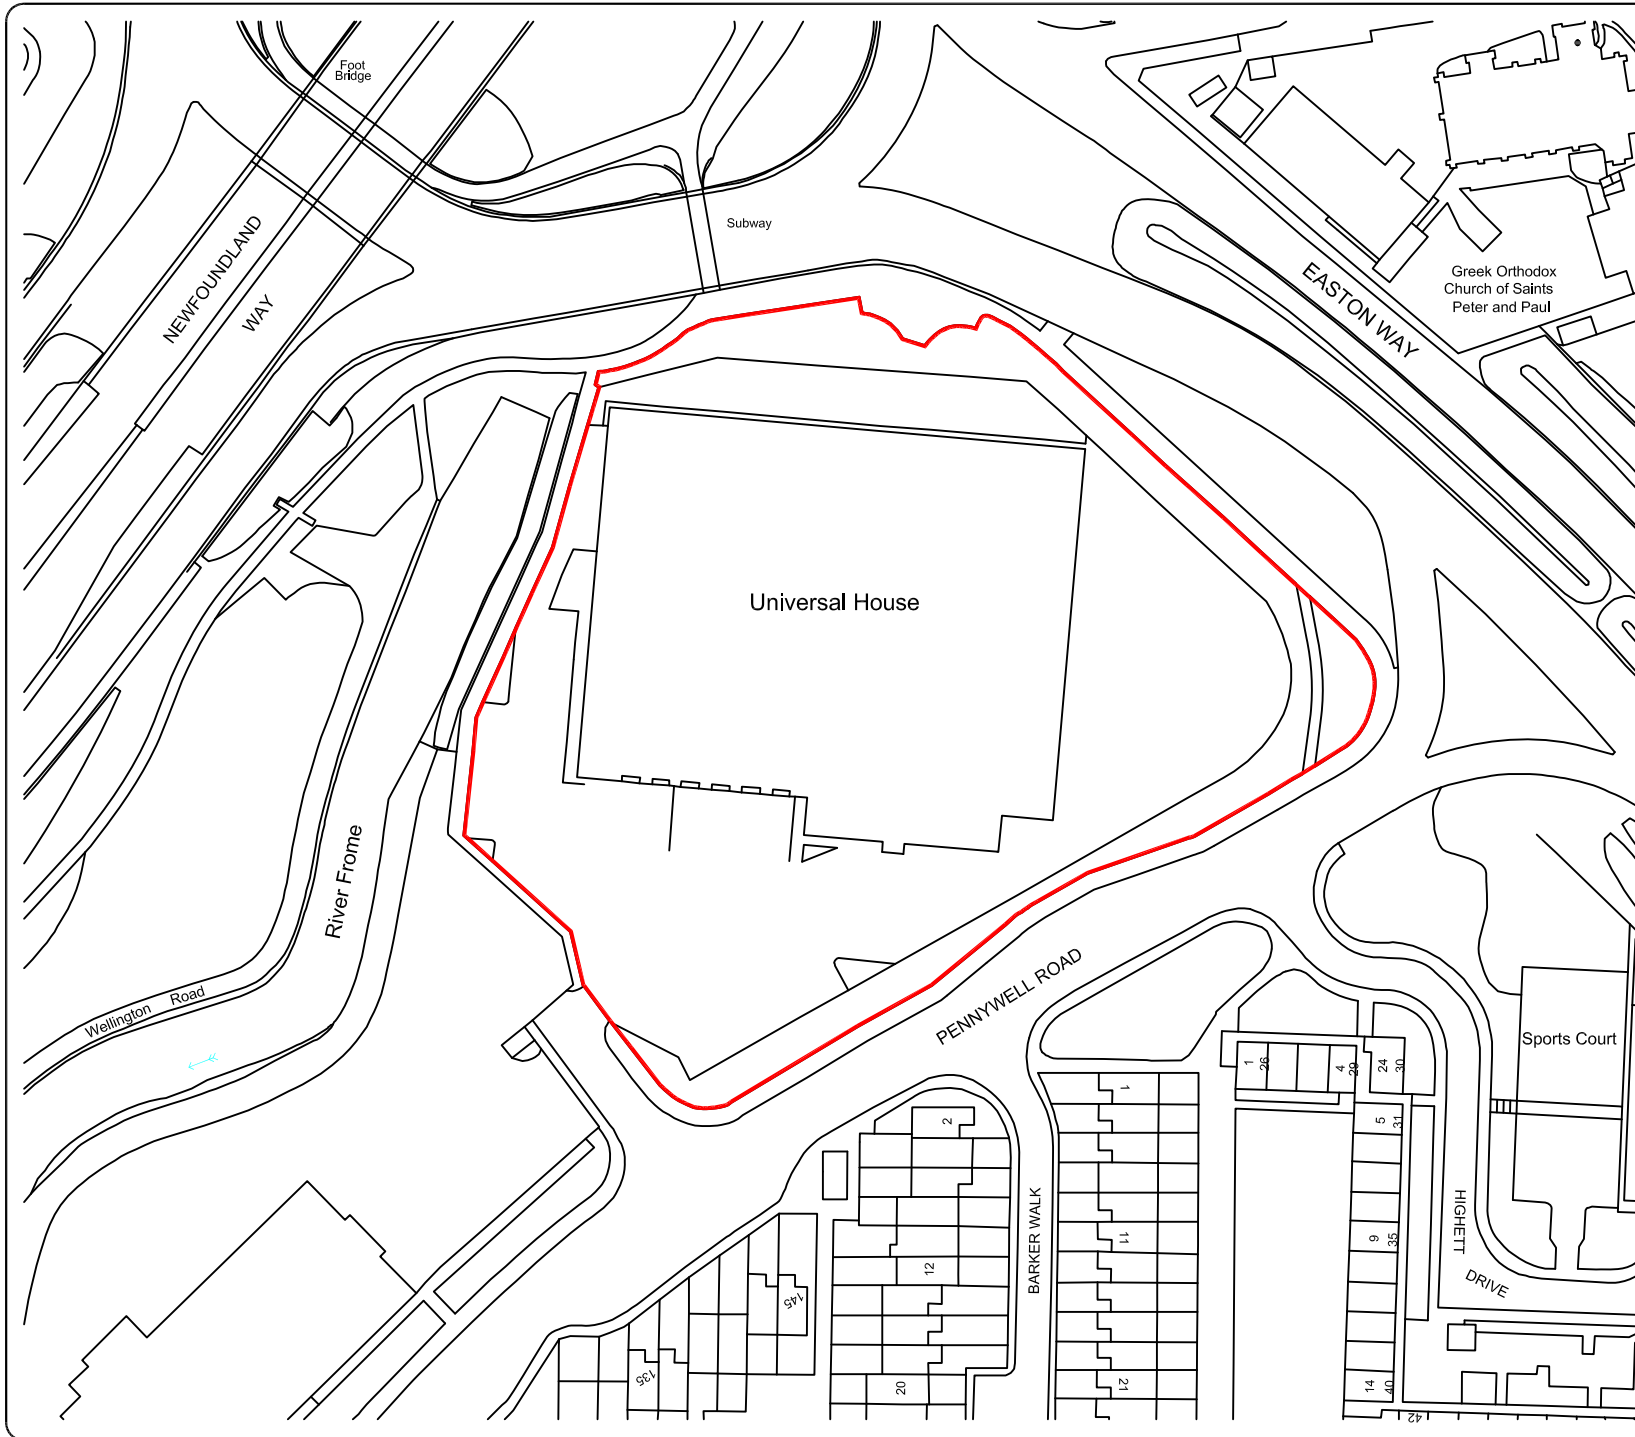 Foot
Bridge
Subway
NEWFOUNDLAND
WAY
EASTON WAY
Greek Orthodox
Church of Saints
Peter and Paul
Universal House
River Frome
Wellington Road
PENNYWELL ROAD
Sports Court
1
26
4
29
24
30
5
31
1
2
HIGHETT
DRIVE
BARKER WALK
11
9
35
12
145
135
20
21
14
40
42